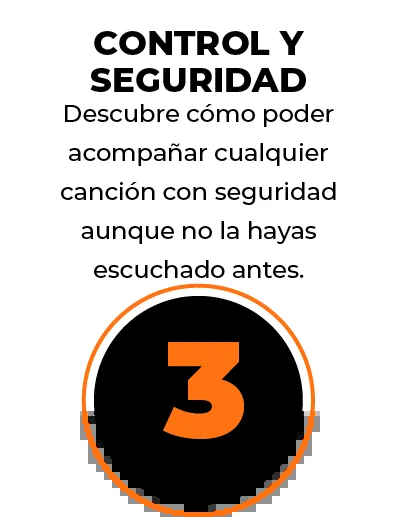 CONTROL Y
SEGURIDAD
Descubre cómo poder
acompañar cualquier
canción con seguridad
aunque no la hayas
escuchado antes.
3